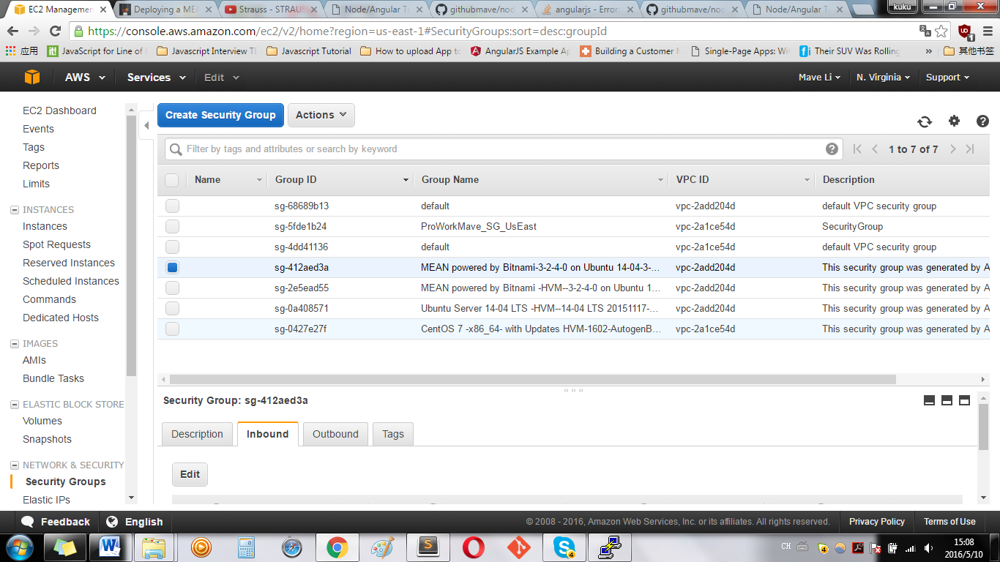 EC2 Managemen
Deploying a MEA
Strauss - STRAUS
Node/Angular To
githubmave/nod
angularjs - Error
githubmave/nod
Node/Angular To
kuku
https://console.aws.amazon.com/ec2/v2/home?region=us-east-1#SecurityGroups:sort=desc:groupId
应用
it!
JavaScript for Line of B
Javascript Interview TE
Javascript Tutorial
How to upload App to
AngularJS Example Ap
Building a Customer M
Single-Page Apps: Wit
Their SUV Was Rolling
»
其他书签
AWS
Services
Edit
Mave Li
N. Virginia
Support
EC2 Dashboard
Events
Tags
Reports
Limits
INSTANCES
Instances
Spot Requests
Reserved Instances
Scheduled Instances
Commands
Dedicated Hosts
IMAGES
AMIs
Bundle Tasks
ELASTIC BLOCK STORE
Volumes
Snapshots
NETWORK & SECURITY
Security Groups
Elastic IPs
Create Security Group
Actions
Filter by tags and attributes or search by keyword
1 to 7 of 7
Name Group ID Group Name VPC ID Description
sg-68689b13 default vpc-2add204d default VPC security group
sg-5fde1b24 ProWorkMave_SG_UsEast vpc-2a1ce54d SecurityGroup
sg-4dd41136 default vpc-2a1ce54d default VPC security group
sg-412aed3a MEAN powered by Bitnami-3-2-4-0 on Ubuntu 14-04-3-... vpc-2add204d This security group was generated by A
sg-2e5ead55 MEAN powered by Bitnami -HVM--3-2-4-0 on Ubuntu 1... vpc-2add204d This security group was generated by A
sg-0a408571 Ubuntu Server 14-04 LTS -HVM--14-04 LTS 20151117-... vpc-2add204d This security group was generated by A
sg-0427e27f CentOS 7 -x86_64- with Updates HVM-1602-AutogenB... vpc-2a1ce54d This security group was generated by A
Security Group: sg-412aed3a
Description
Inbound
Outbound
Tags
Edit
Feedback
English
© 2008 - 2016, Amazon Web Services, Inc. or its affiliates. All rights reserved.
Privacy Policy
Terms of Use
CH
15:08
2016/5/10